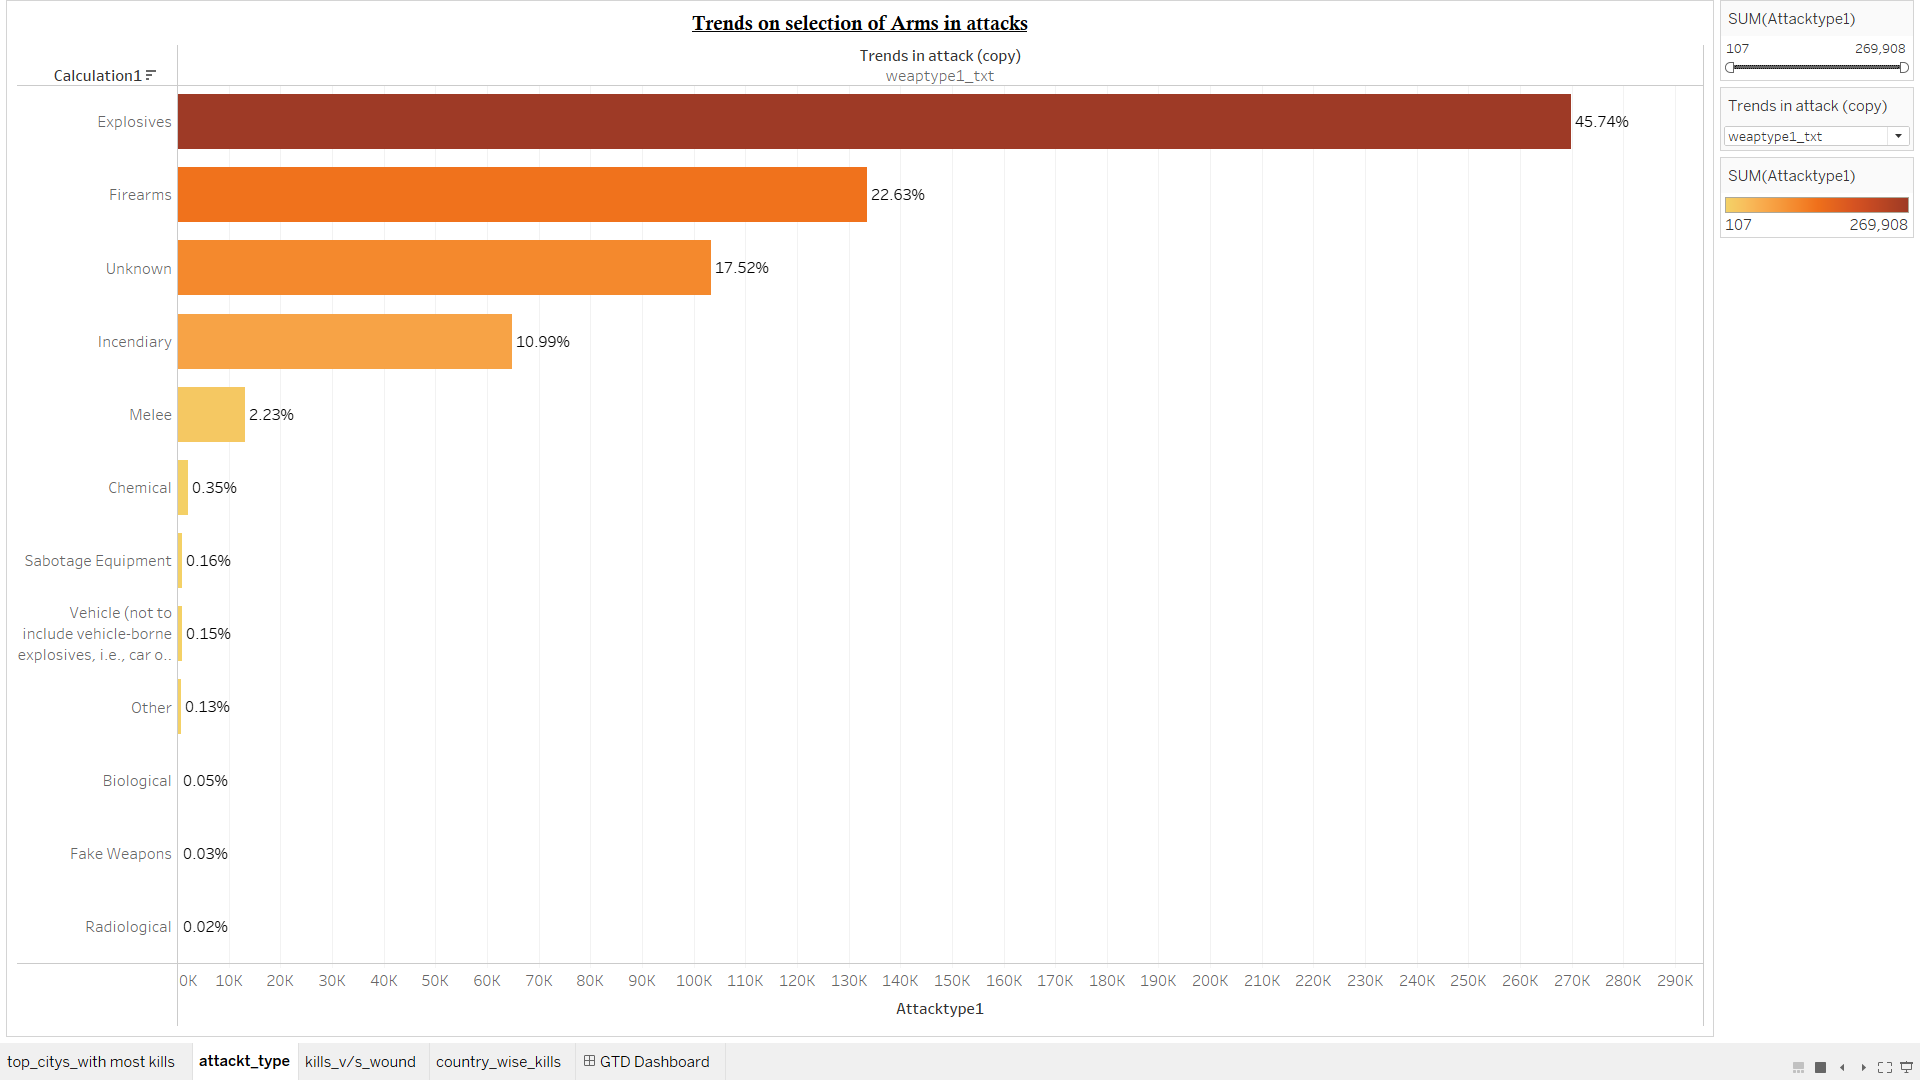 Trends on selection of Arms in attacks
Trends in attack (copy)
Calculation1
weaptype1_txt
Explosives 45.74%
Firearms 22.63%
Unknown 17.52%
Incendiary 10.99%
Melee 2.23%
Chemical 0.35%
Sabotage Equipment 0.16%
Vehicle (not to
include vehicle-borne 0.15%
explosives, i.e., car o..
Other 0.13%
Biological 0.05%
Fake Weapons 0.03%
Radiological 0.02%
0K 10K 20K 30K 40K 50K 60K 70K 80K 90K 100K 110K 120K 130K 140K 150K 160K 170K 180K 190K 200K 210K 220K 230K 240K 250K 260K 270K 280K 290K
Attacktype1
SUM(Attacktype1)
107 269,908
Trends in attack (copy)
weaptype1_txt
SUM(Attacktype1)
107 269,908
top_citys_with most kills attackt_type kills_v/s_wound country_wise_kills GTD Dashboard